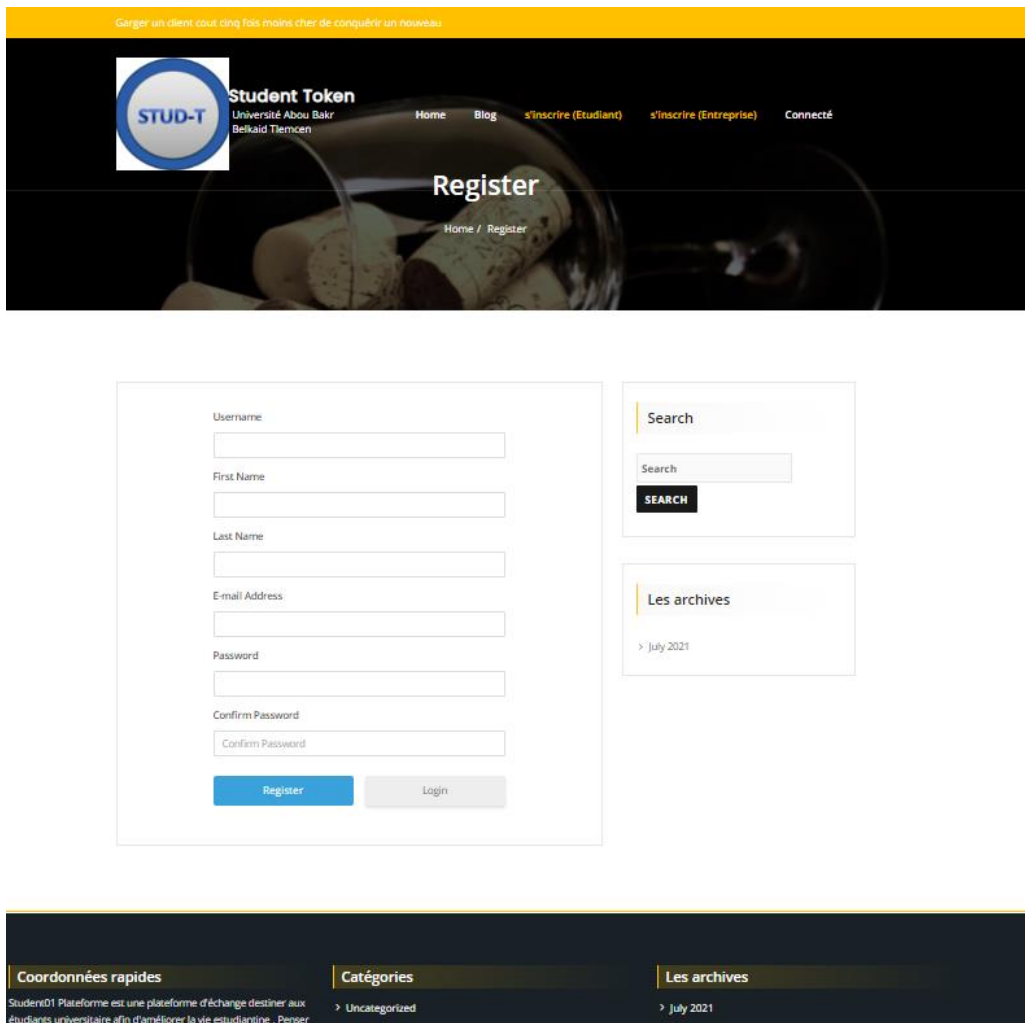 Garger un client cout cinq fois moins cher de conquérir un nouveau
STUD-T
Student Token
Université Abou Bakr
Belkaid Tlemcen
Home Blog s'inscrire (Etudiant) s'inscrire (Entreprise) Connecté
Register
Home / Register
Username
First Name
Last Name
E-mail Address
Password
Confirm Password
Confirm Password
Register Login
Search
Search
SEARCH
Les archives
> July 2021
Coordonnées rapides
Student01 Plateforme est une plateforme d'échange destiner aux
étudiants universitaire afin d'améliorer la vie estudiantine . Penser
Catégories
> Uncategorized
Les archives
> July 2021